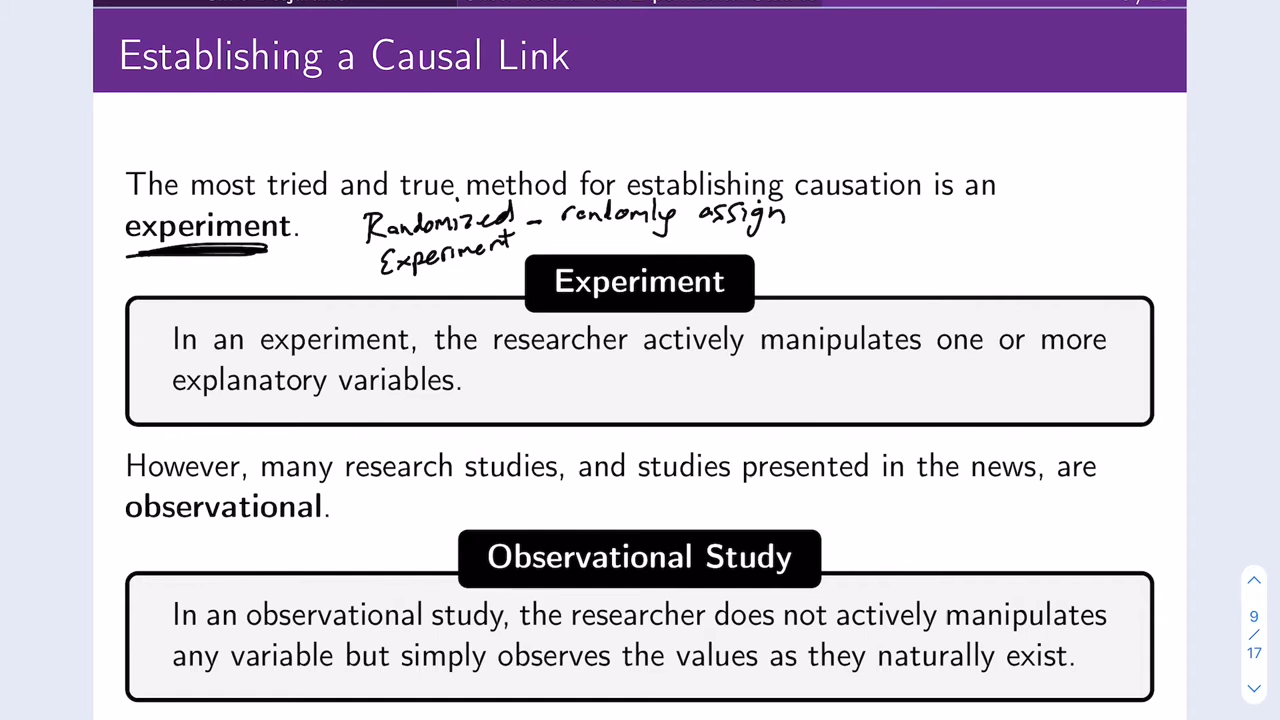 Establishing a Causal Link
The most tried and true method for establishing causation is an
experiment.
Randomized - randomly assign
Experiment
Experiment
In an experiment, the researcher actively manipulates one or more
explanatory variables.
However, many research studies, and studies presented in the news, are
observational.
Observational Study
In an observational study, the researcher does not actively manipulates
any variable but simply observes the values as they naturally exist.
9
/
17